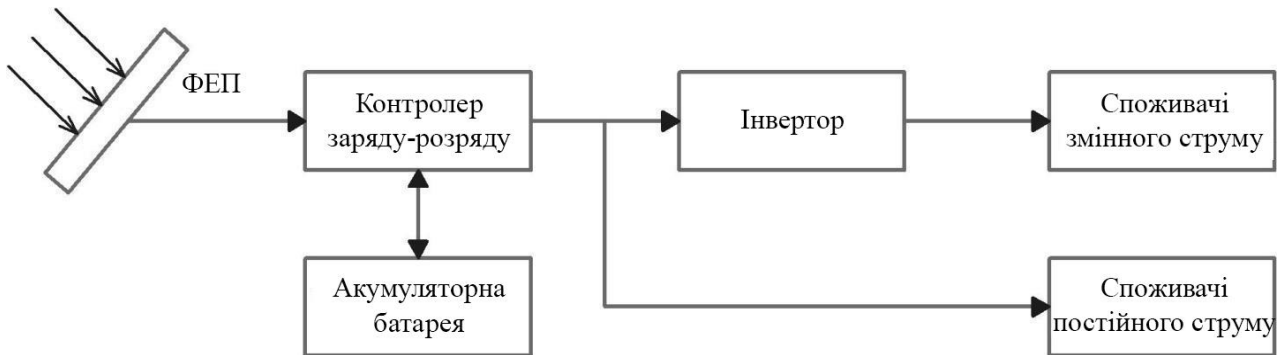 ФЕП
Контролер
заряду-розряду
Інвертор
Споживачі
змінного струму
Акумуляторна
батарея
Споживачі
постійного струму